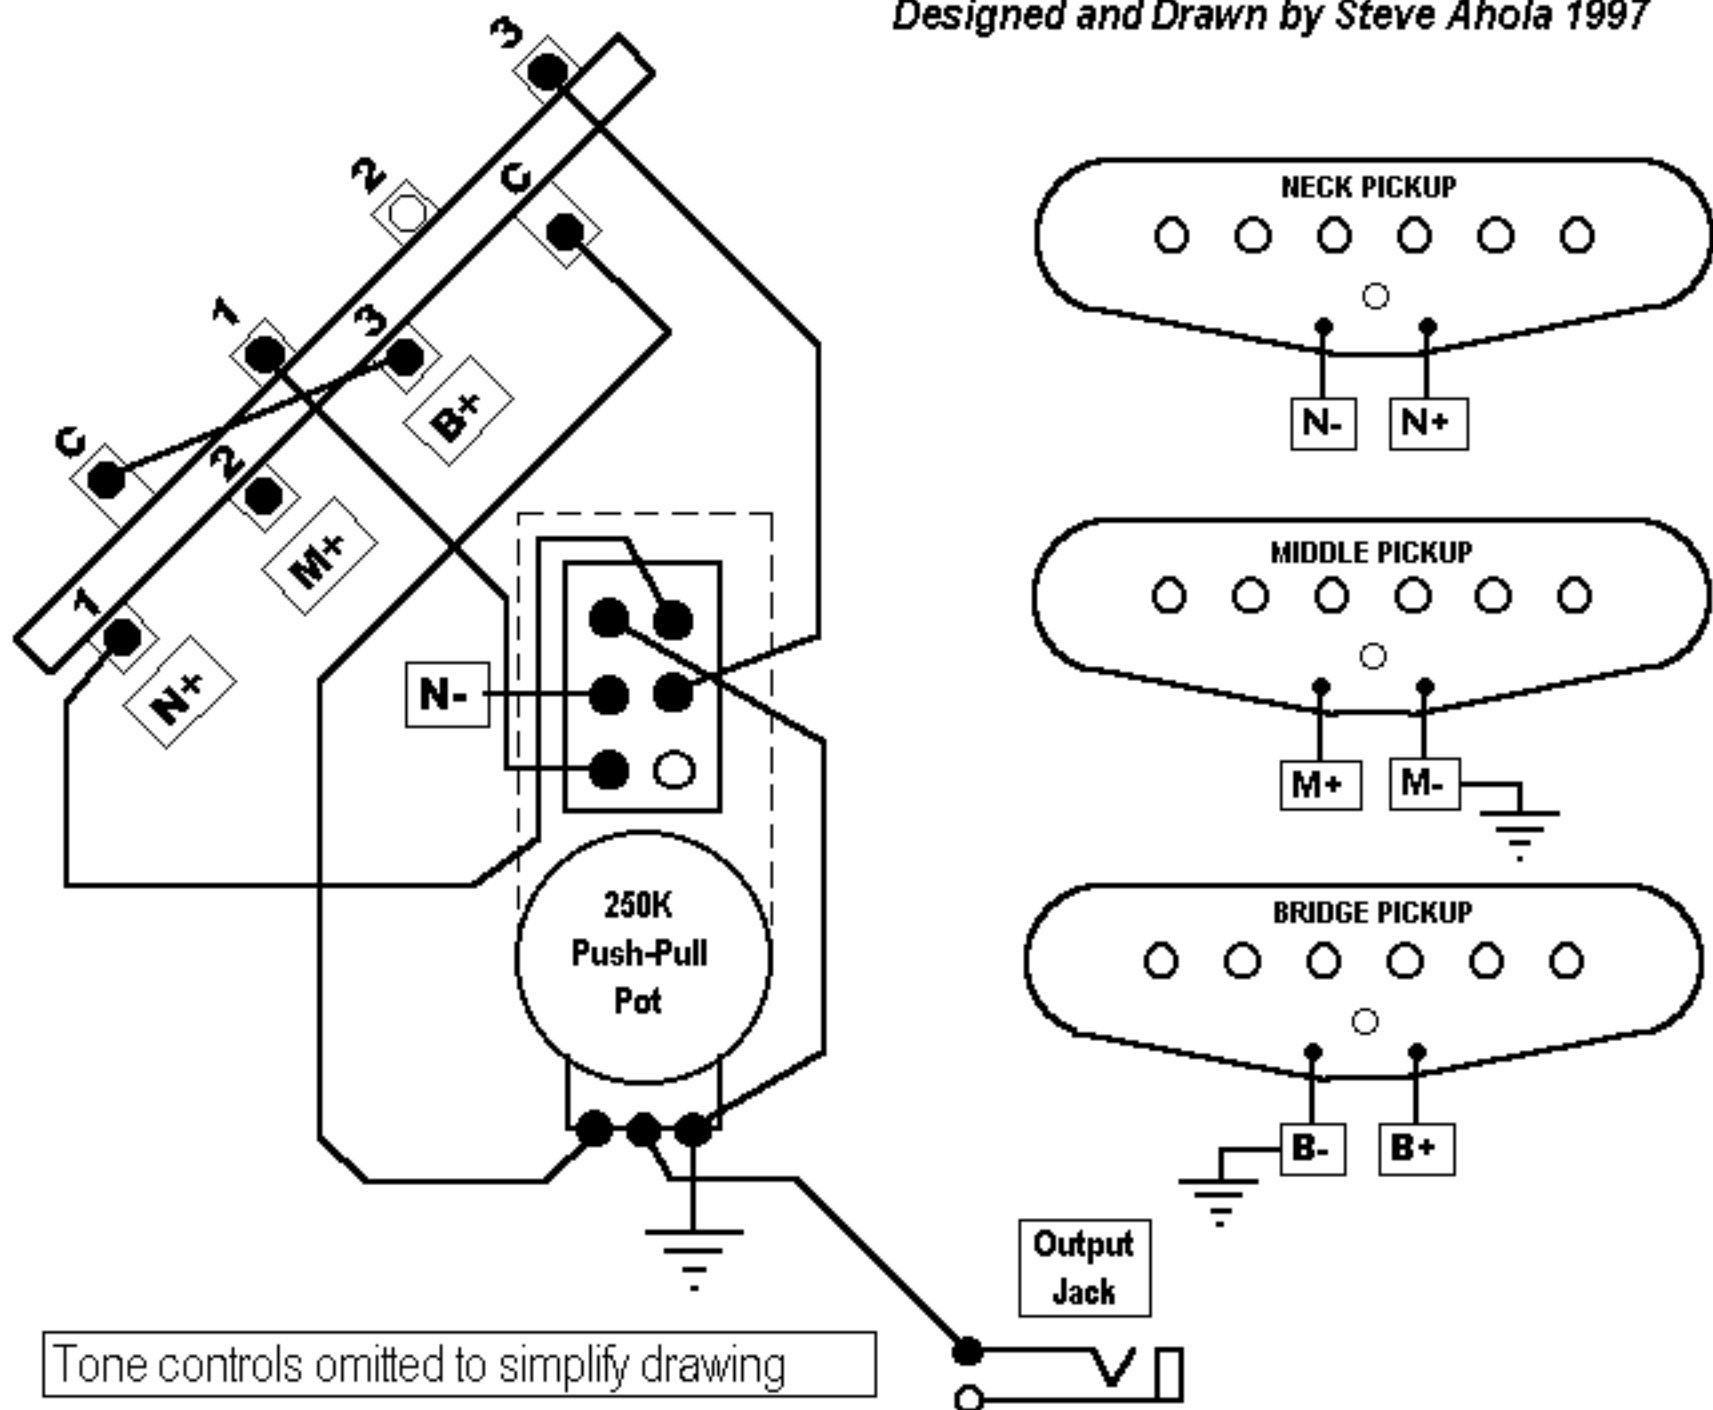 Designed and Drawn by Steve Ahola 1997
3
2
C
1
3
C
B+
2
M+
1
N+
N-
250K
Push-Pull
Pot
NECK PICKUP
N-
N+
MIDDLE PICKUP
M+
M-
BRIDGE PICKUP
B-
B+
Output
Jack
Tone controls omitted to simplify drawing